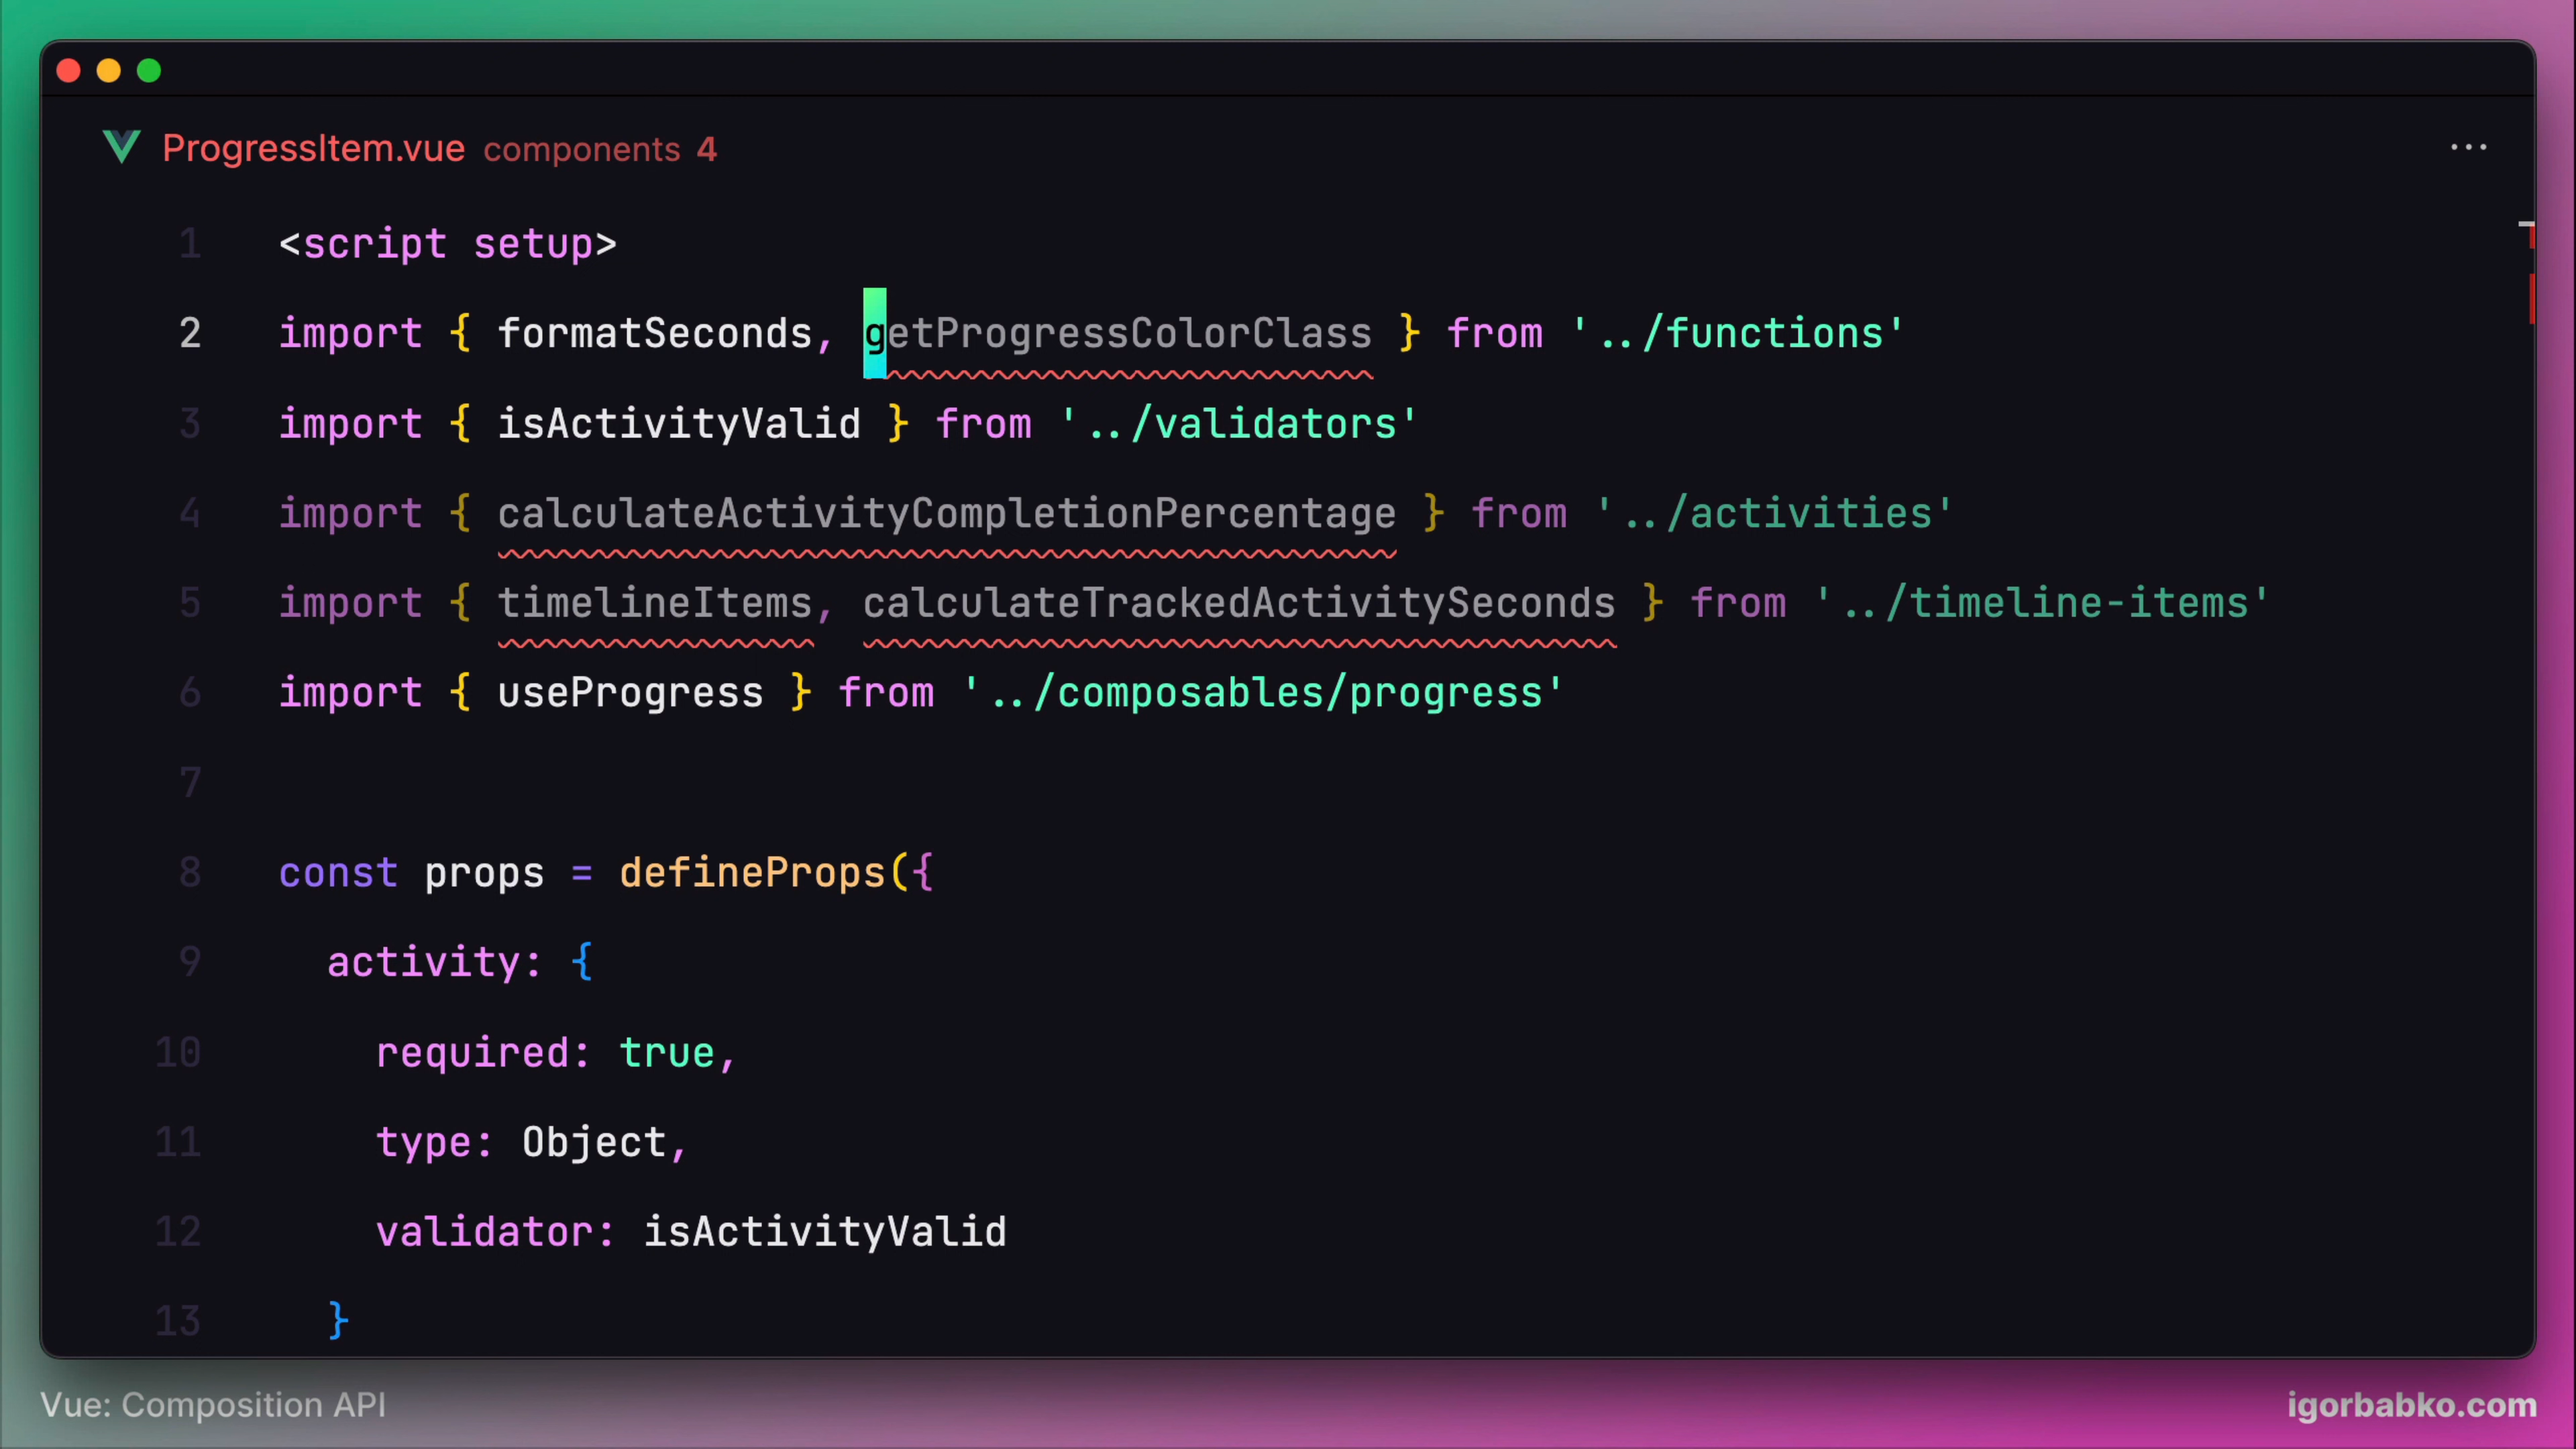 ProgressItem.vue components 4 ...
1 <script setup>
2 import { formatSeconds, getProgressColorClass } from '../functions'
3 import { isActivityValid } from '../validators'
4 import { calculateActivityCompletionPercentage } from '../activities'
5 import { timelineItems, calculateTrackedActivitySeconds } from '../timeline-items'
6 import { useProgress } from '../composables/progress'
7
8 const props = defineProps({
9   activity: {
10     required: true,
11     type: Object,
12     validator: isActivityValid
13   }
Vue: Composition API
igorbabko.com